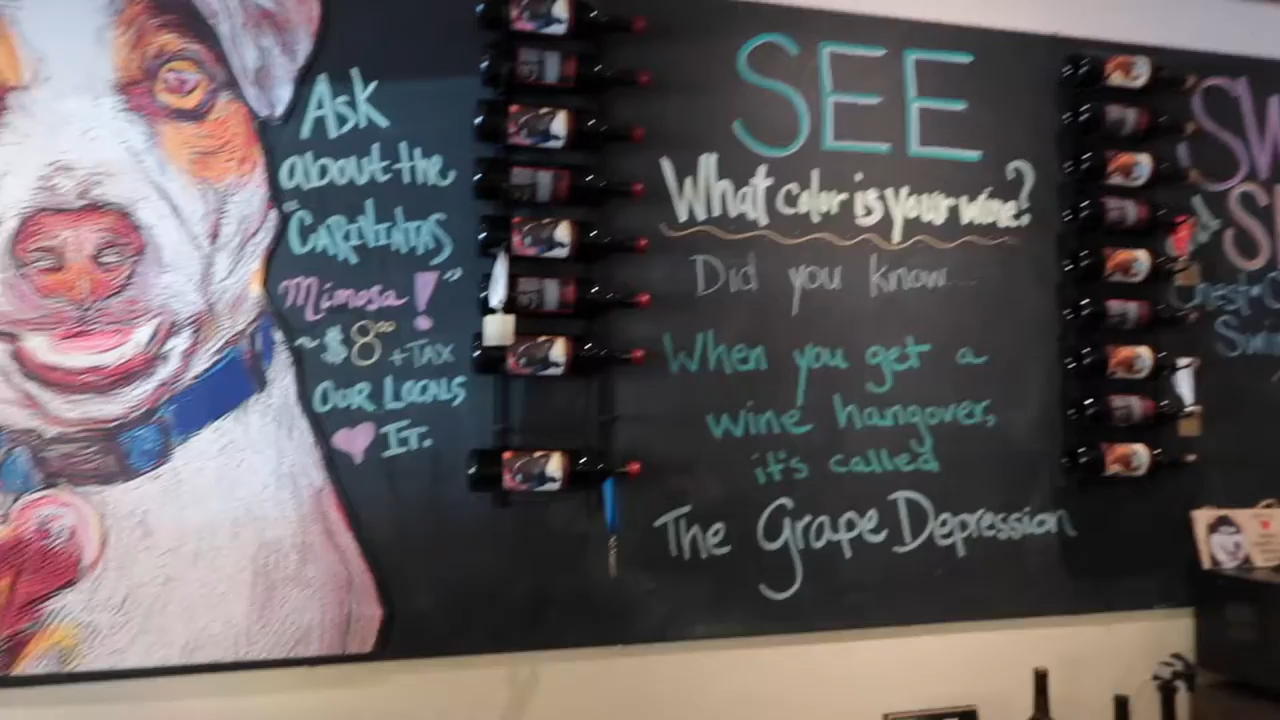 Ask
about the
Mimosa!"
~$8.00 + TAX
OUR LOCALS
IT.
SEE
What color is your wine?
Did you know...
When you get a
wine hangover,
it's called
The Grape Depression
SW